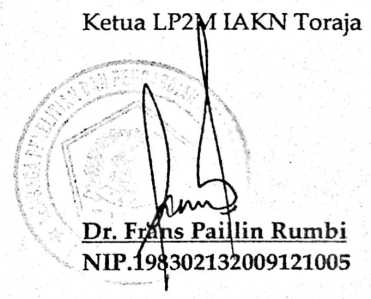 Ketua LP2M IAKN Toraja
Dr. Frans Paillin Rumbi
NIP.198302132009121005